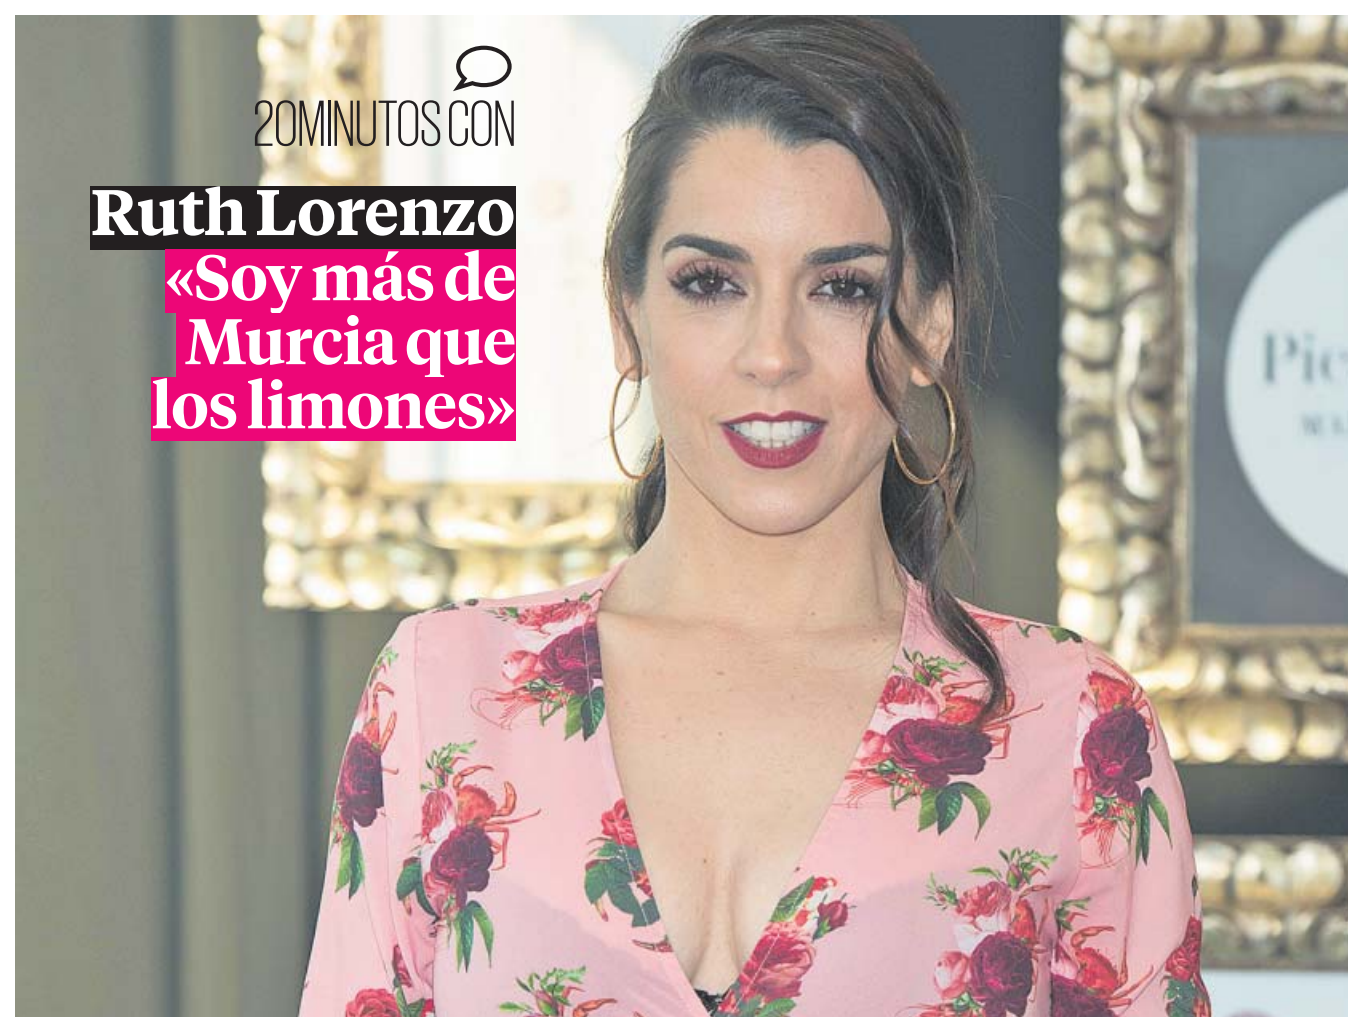 20MINUTOS CON
Ruth Lorenzo
«Soy más de
Murcia que
los limones»